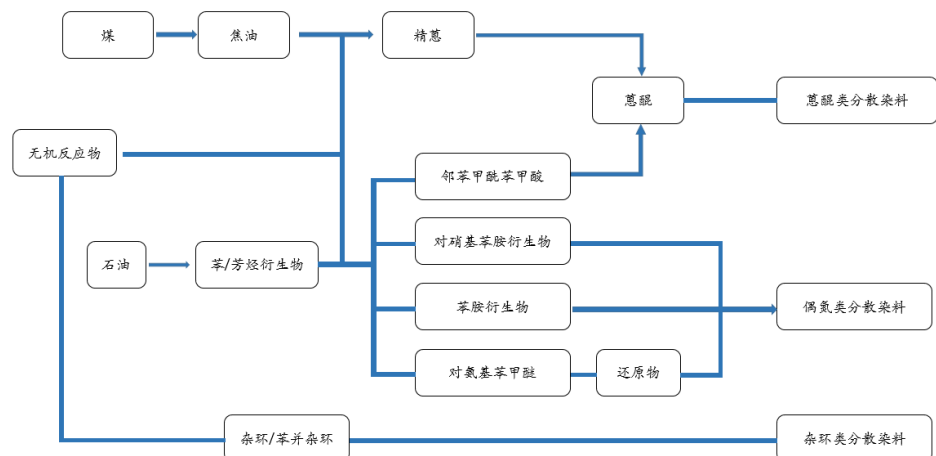 煤
焦油
精蒽
蒽醌
蒽醌类分散染料
无机反应物
邻苯甲酰苯甲酸
对硝基苯胺衍生物
石油
苯/芳烃衍生物
苯胺衍生物
偶氮类分散染料
对氨基苯甲醚
还原物
杂环/苯并杂环
杂环类分散染料